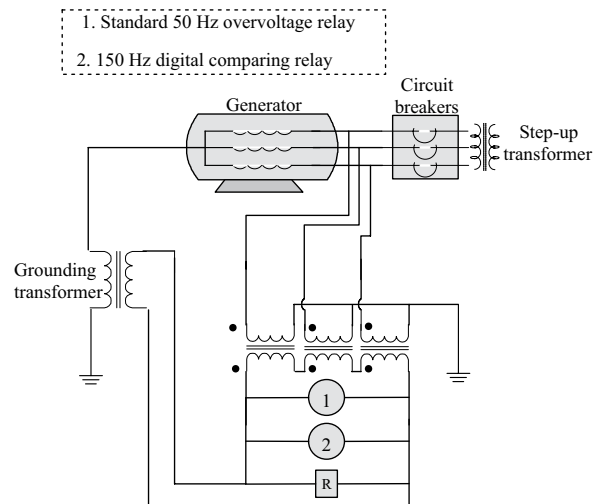 1. Standard 50 Hz overvoltage relay
2. 150 Hz digital comparing relay
Generator
Circuit
breakers
Step-up
transformer
Grounding
transformer
1
2
R